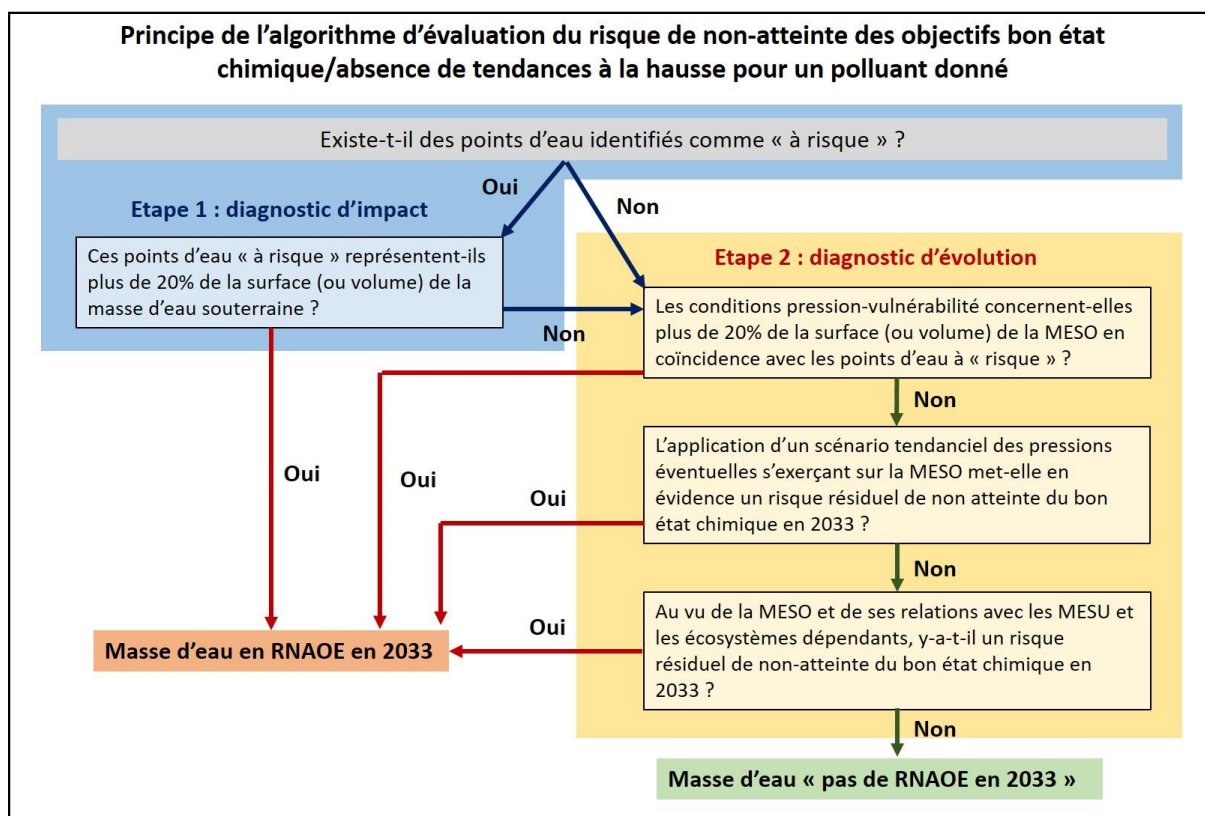 Principe de l’algorithme d’évaluation du risque de non-atteinte des objectifs bon état
chimique/absence de tendances à la hausse pour un polluant donné
Existe-t-il des points d’eau identifiés comme « à risque » ?
Oui
Non
Etape 1 : diagnostic d’impact
Ces points d’eau « à risque » représentent-ils
plus de 20% de la surface (ou volume) de la
masse d’eau souterraine ?
Non
Etape 2 : diagnostic d’évolution
Les conditions pression-vulnérabilité concernent-elles
plus de 20% de la surface (ou volume) de la MESO en
coïncidence avec les points d’eau à « risque » ?
Non
L’application d’un scénario tendanciel des pressions
éventuelles s’exerçant sur la MESO met-elle en
évidence un risque résiduel de non atteinte du bon
état chimique en 2033 ?
Oui
Oui
Oui
Non
Au vu de la MESO et de ses relations avec les MESU et
les écosystèmes dépendants, y-a-t-il un risque
résiduel de non-atteinte du bon état chimique en
2033 ?
Oui
Masse d’eau en RNAOE en 2033
Non
Masse d’eau « pas de RNAOE en 2033 »